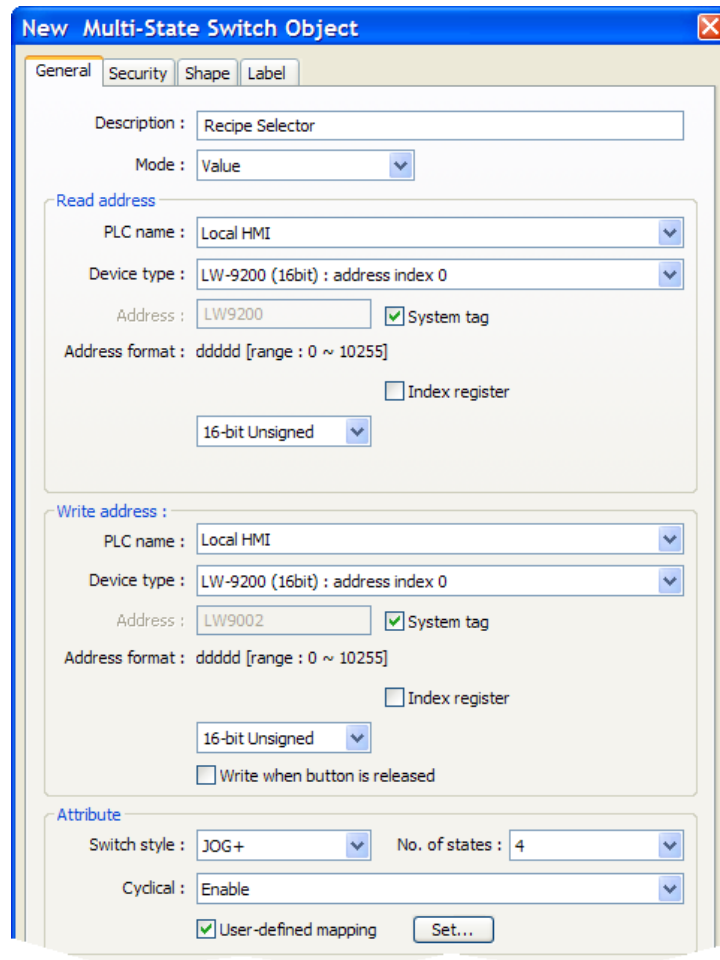 New Multi-State Switch Object
General Security Shape Label
Description : Recipe Selector
Mode : Value
Read address
PLC name : Local HMI
Device type : LW-9200 (16bit) : address index 0
Address : LW9200 System tag
Address format : ddddd [range : 0 ~ 10255]
Index register
16-bit Unsigned
Write address :
PLC name : Local HMI
Device type : LW-9200 (16bit) : address index 0
Address : LW9002 System tag
Address format : ddddd [range : 0 ~ 10255]
Index register
16-bit Unsigned
Write when button is released
Attribute
Switch style : JOG+ No. of states : 4
Cyclical : Enable
User-defined mapping Set...